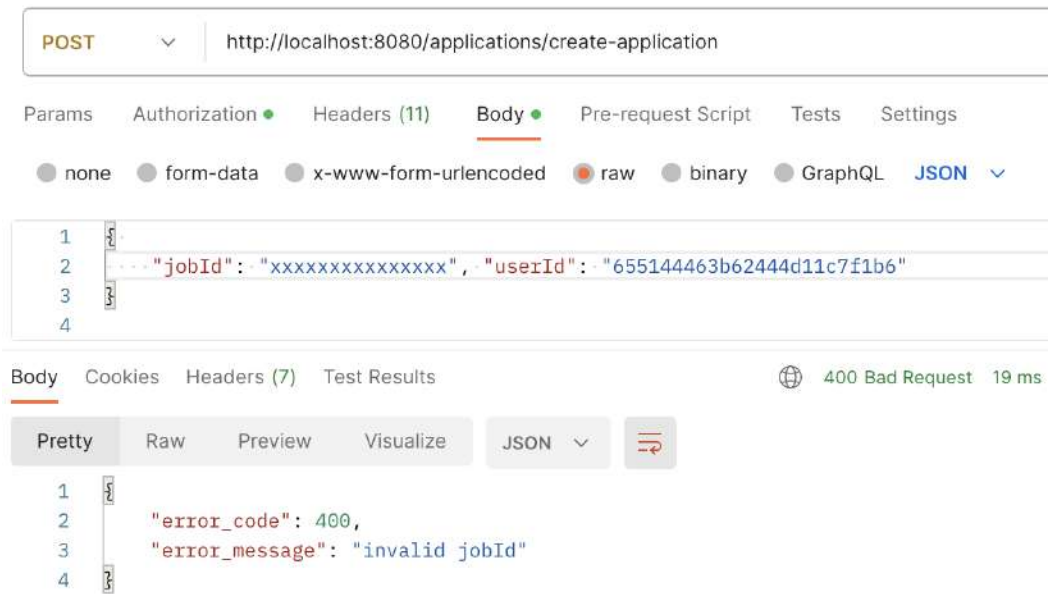 POST http://localhost:8080/applications/create-application
Params Authorization Headers (11) Body Pre-request Script Tests Settings
none form-data x-www-form-urlencoded raw binary GraphQL JSON
1 {
2 "jobId": "xxxxxxxxxxxxxxx", "userId": "655144463b62444d11c7f1b6"
3 }
4
Body Cookies Headers (7) Test Results 400 Bad Request 19 ms
Pretty Raw Preview Visualize JSON
1 {
2 "error_code": 400,
3 "error_message": "invalid jobId"
4 }